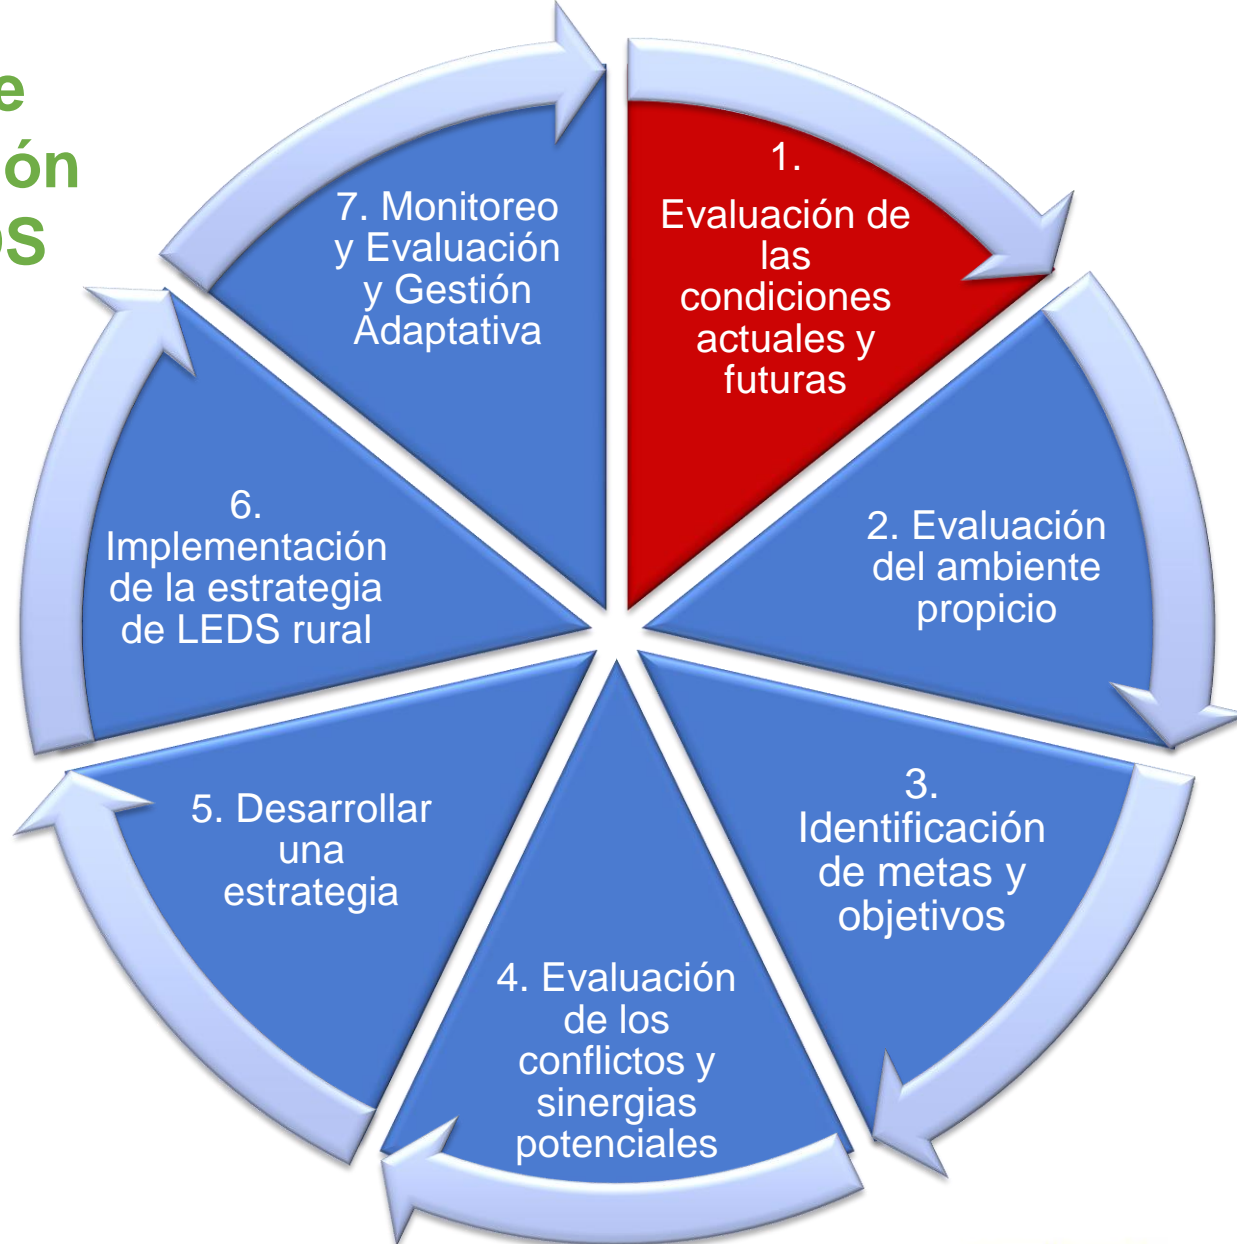 e
ión
OS
1.
Evaluación de
las
condiciones
actuales y
futuras
2. Evaluación
del ambiente
propicio
3.
Identificación
de metas y
objetivos
4. Evaluación
de los
conflictos y
sinergias
potenciales
5. Desarrollar
una
estrategia
6.
Implementación
de la estrategia
de LEDS rural
7. Monitoreo
y Evaluación
y Gestión
Adaptativa